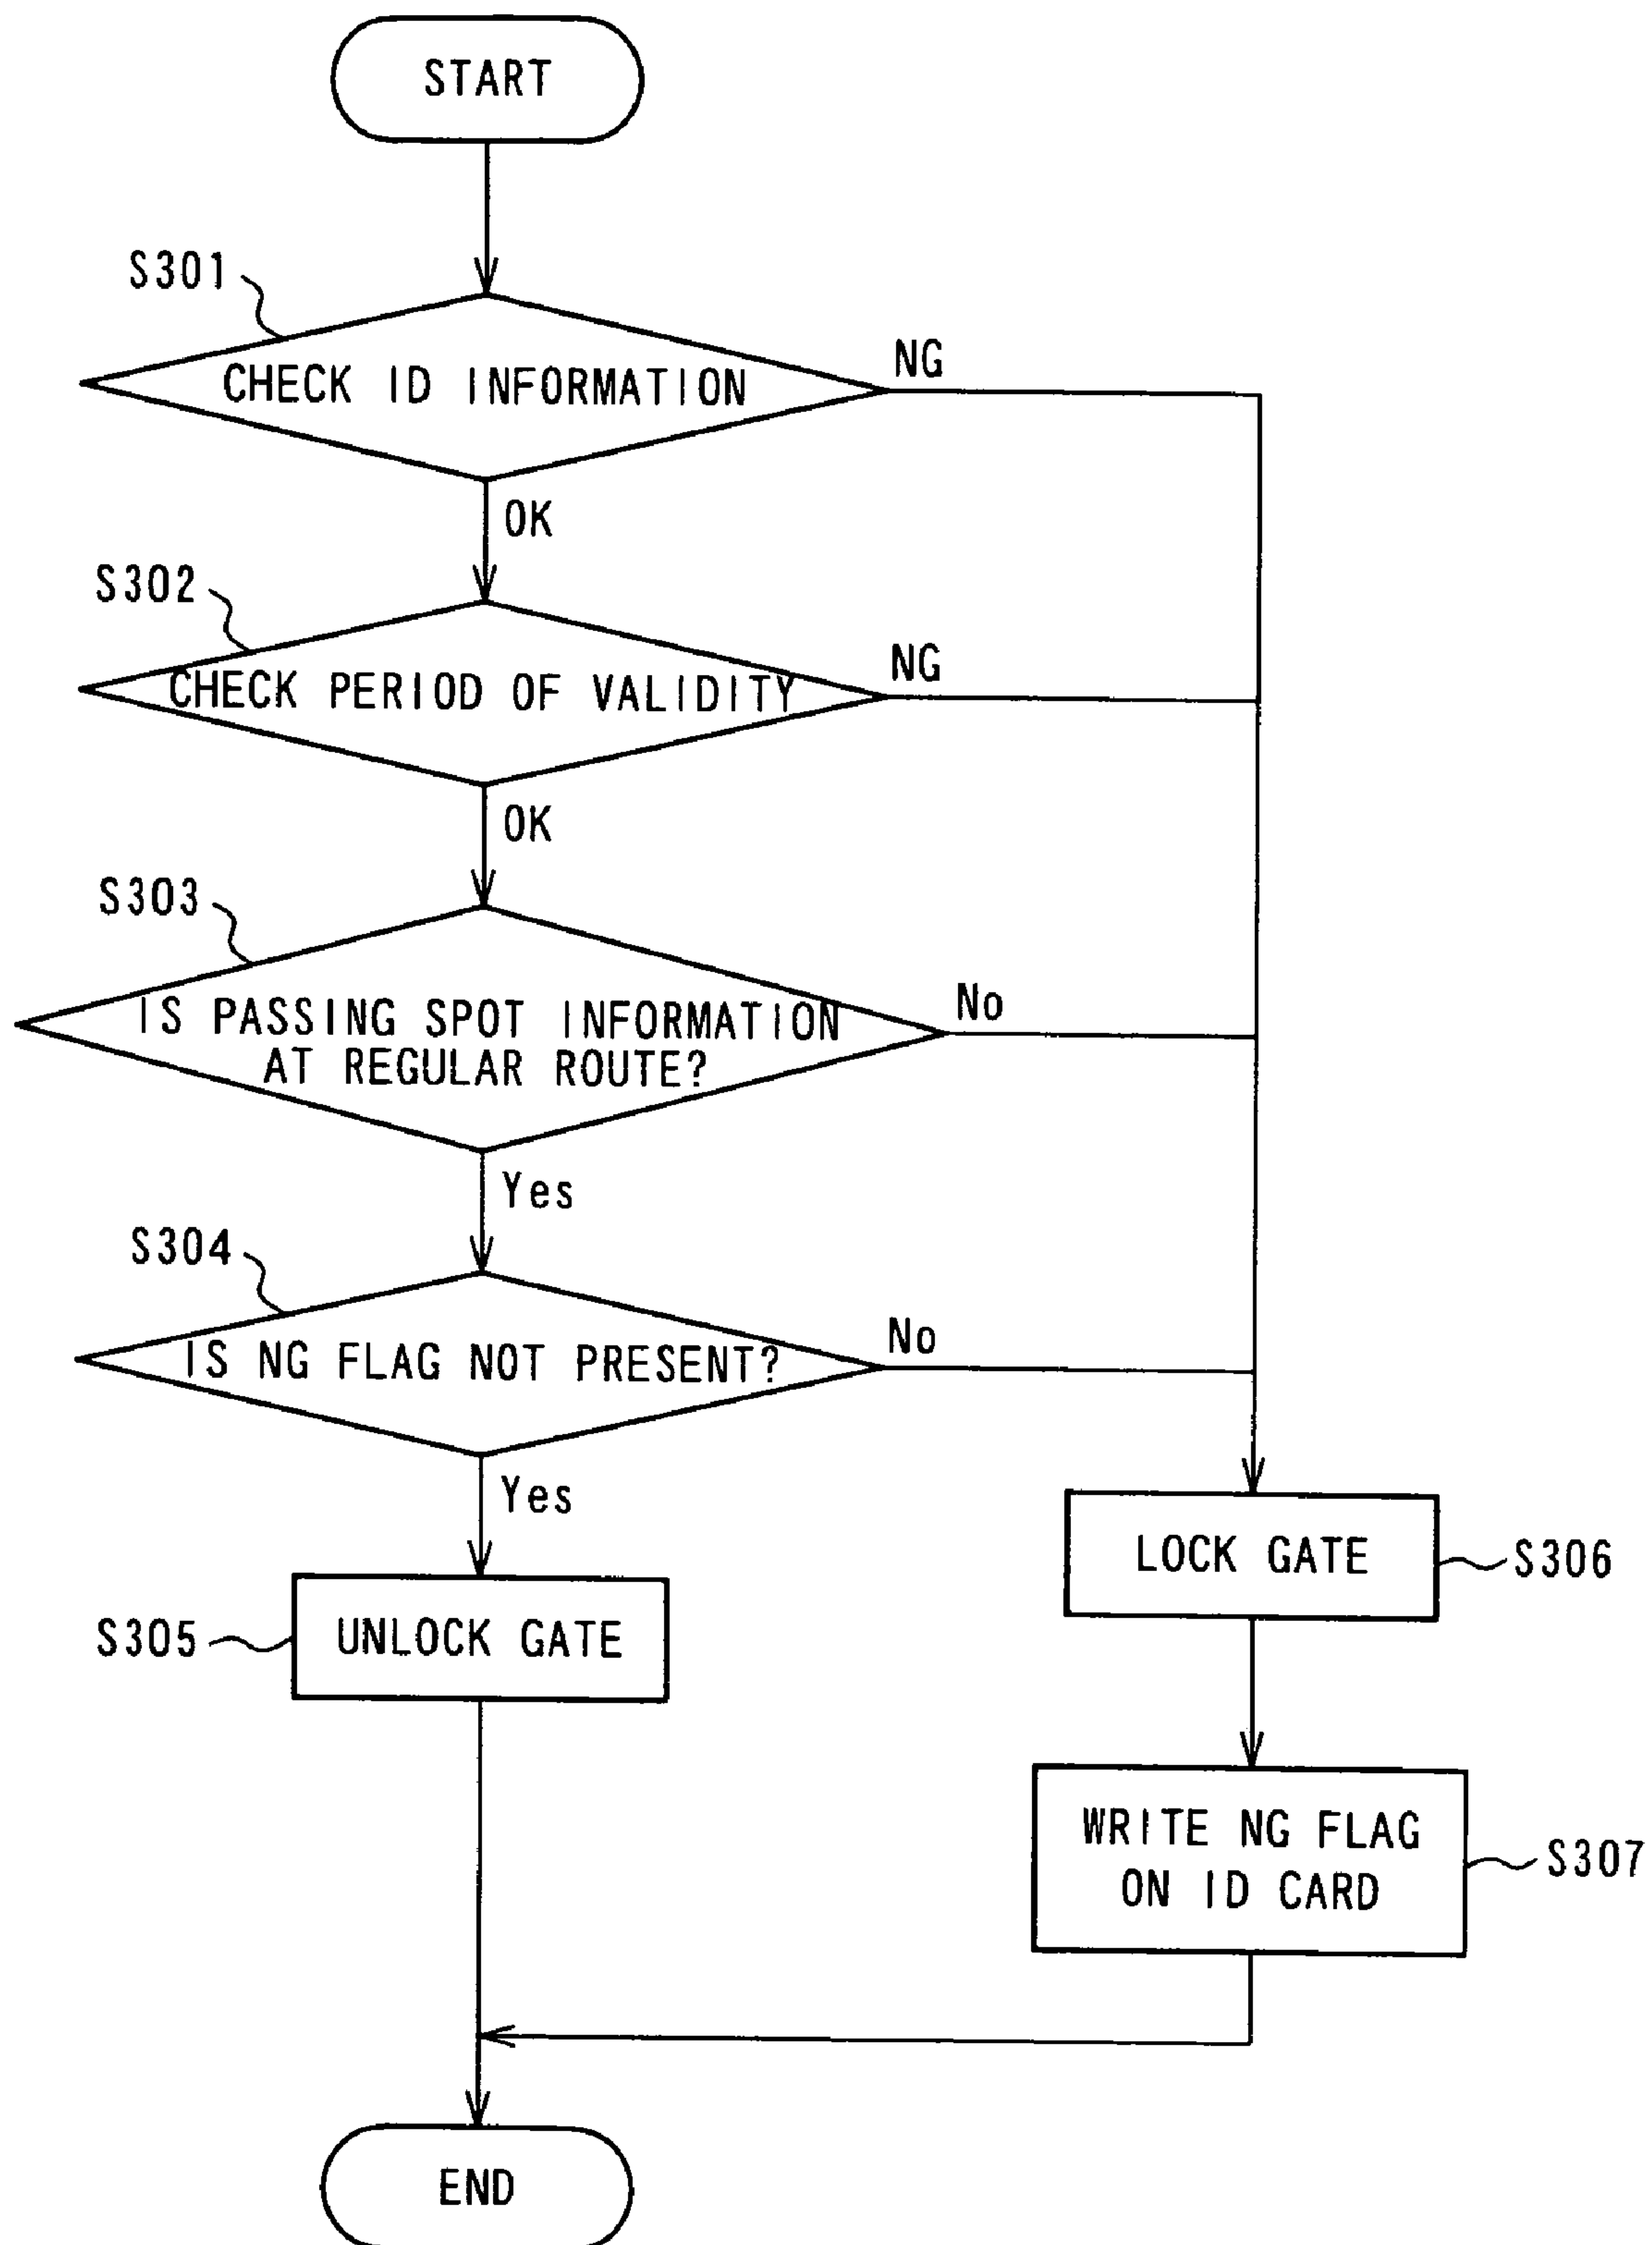 START
S301
CHECK ID INFORMATION
NG
OK
S302
CHECK PERIOD OF VALIDITY
NG
OK
S303
IS PASSING SPOT INFORMATION
AT REGULAR ROUTE?
No
Yes
S304
IS NG FLAG NOT PRESENT?
No
Yes
LOCK GATE
S306
S305
UNLOCK GATE
WRITE NG FLAG
ON ID CARD
S307
END